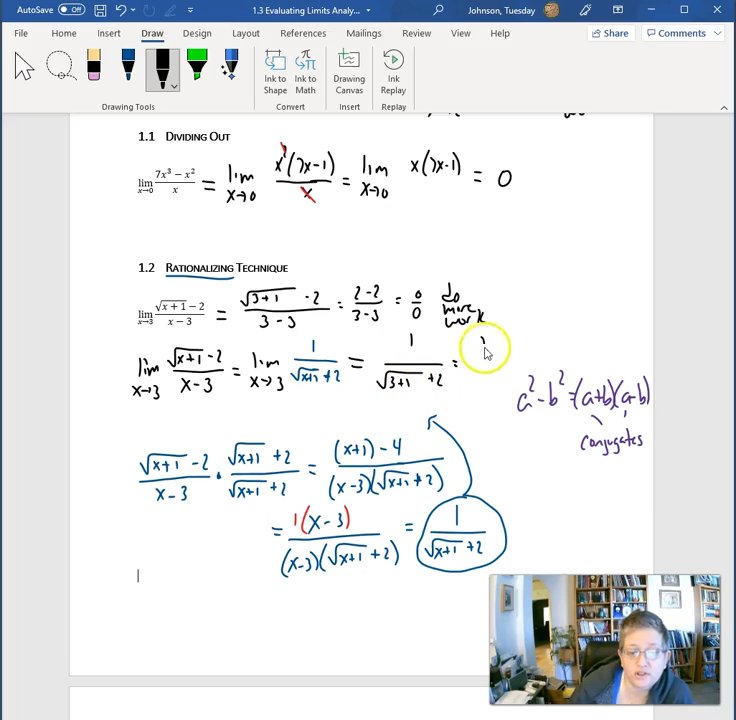 AutoSave Off 1.3 Evaluating Limits Analy... Johnson, Tuesday
File Home Insert Draw Design Layout References Mailings Review View Help Share Comments
Ink to Shape Ink to Math Drawing Canvas Ink Replay
Drawing Tools Convert Insert Replay
1.1 DIVIDING OUT
lim x→0 (7x³ − x²)/x = lim x→0 x²(7x−1)/x = lim x→0 x(7x−1) = 0
1.2 RATIONALIZING TECHNIQUE
lim x→3 (√(x+1) − 2)/(x − 3) = (√(3+1) − 2)/(3−3) = (2−2)/(3−3) = 0/0 do more work
lim x→3 (√(x+1) − 2)/(x−3) = lim x→3 1/(√(x+1) + 2) = 1/(√(3+1) + 2) =
a² − b² = (a+b)(a−b)
conjugates
(√(x+1) − 2)/(x−3) · (√(x+1) + 2)/(√(x+1) + 2) = ((x+1) − 4)/((x−3)(√(x+1) + 2))
= 1(x−3)/((x−3)(√(x+1) + 2)) = 1/(√(x+1) + 2)